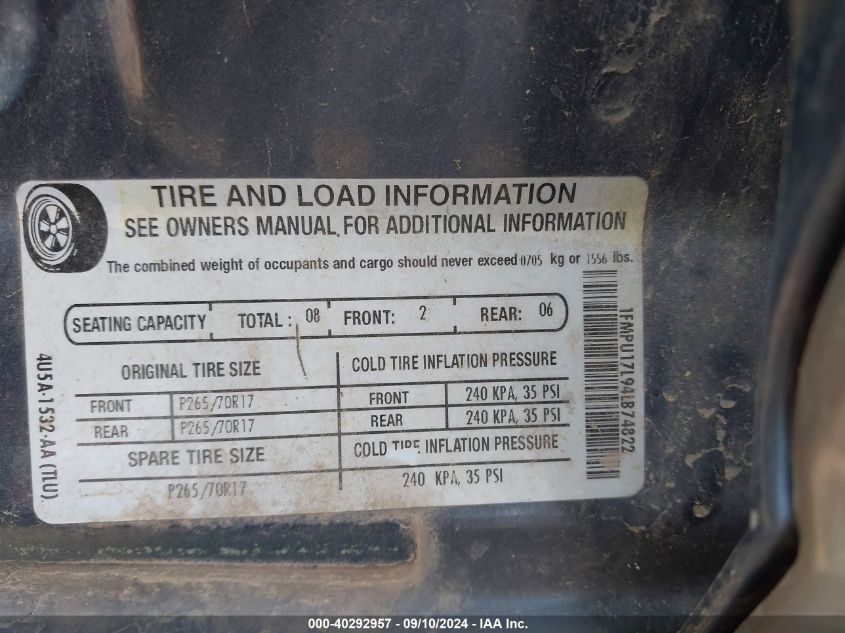 TIRE AND LOAD INFORMATION
SEE OWNERS MANUAL FOR ADDITIONAL INFORMATION
The combined weight of occupants and cargo should never exceed 0705 kg or 1556 lbs.
SEATING CAPACITY TOTAL: 08 FRONT: 2 REAR: 06
ORIGINAL TIRE SIZE COLD TIRE INFLATION PRESSURE
FRONT P265/70R17 FRONT 240 KPA, 35 PSI
REAR P265/70R17 REAR 240 KPA, 35 PSI
SPARE TIRE SIZE COLD TIRE INFLATION PRESSURE
P265/70R17 240 KPA, 35 PSI
4U5A-1532-AA (TLU)
1FMPU17L94LB74822
000-40292957 - 09/10/2024 - IAA Inc.